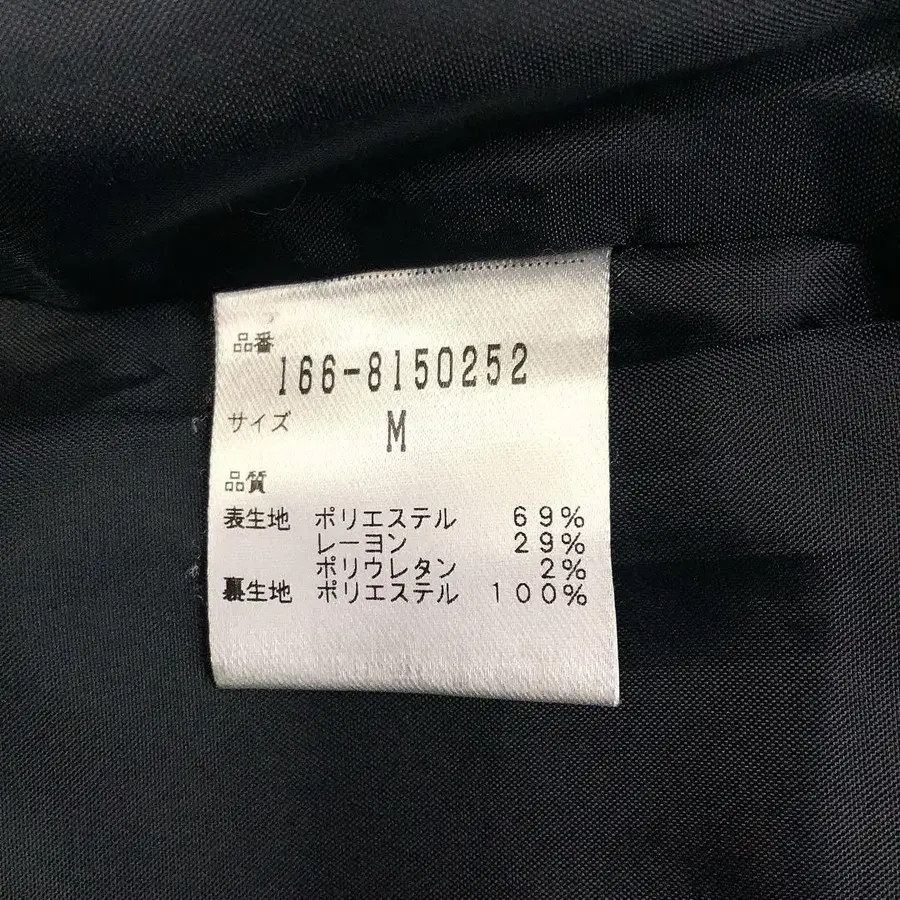 品番
166-8150252
サイズ M
品質
表生地 ポリエステル 69%
レーヨン 29%
ポリウレタン 2%
裏生地 ポリエステル 100%